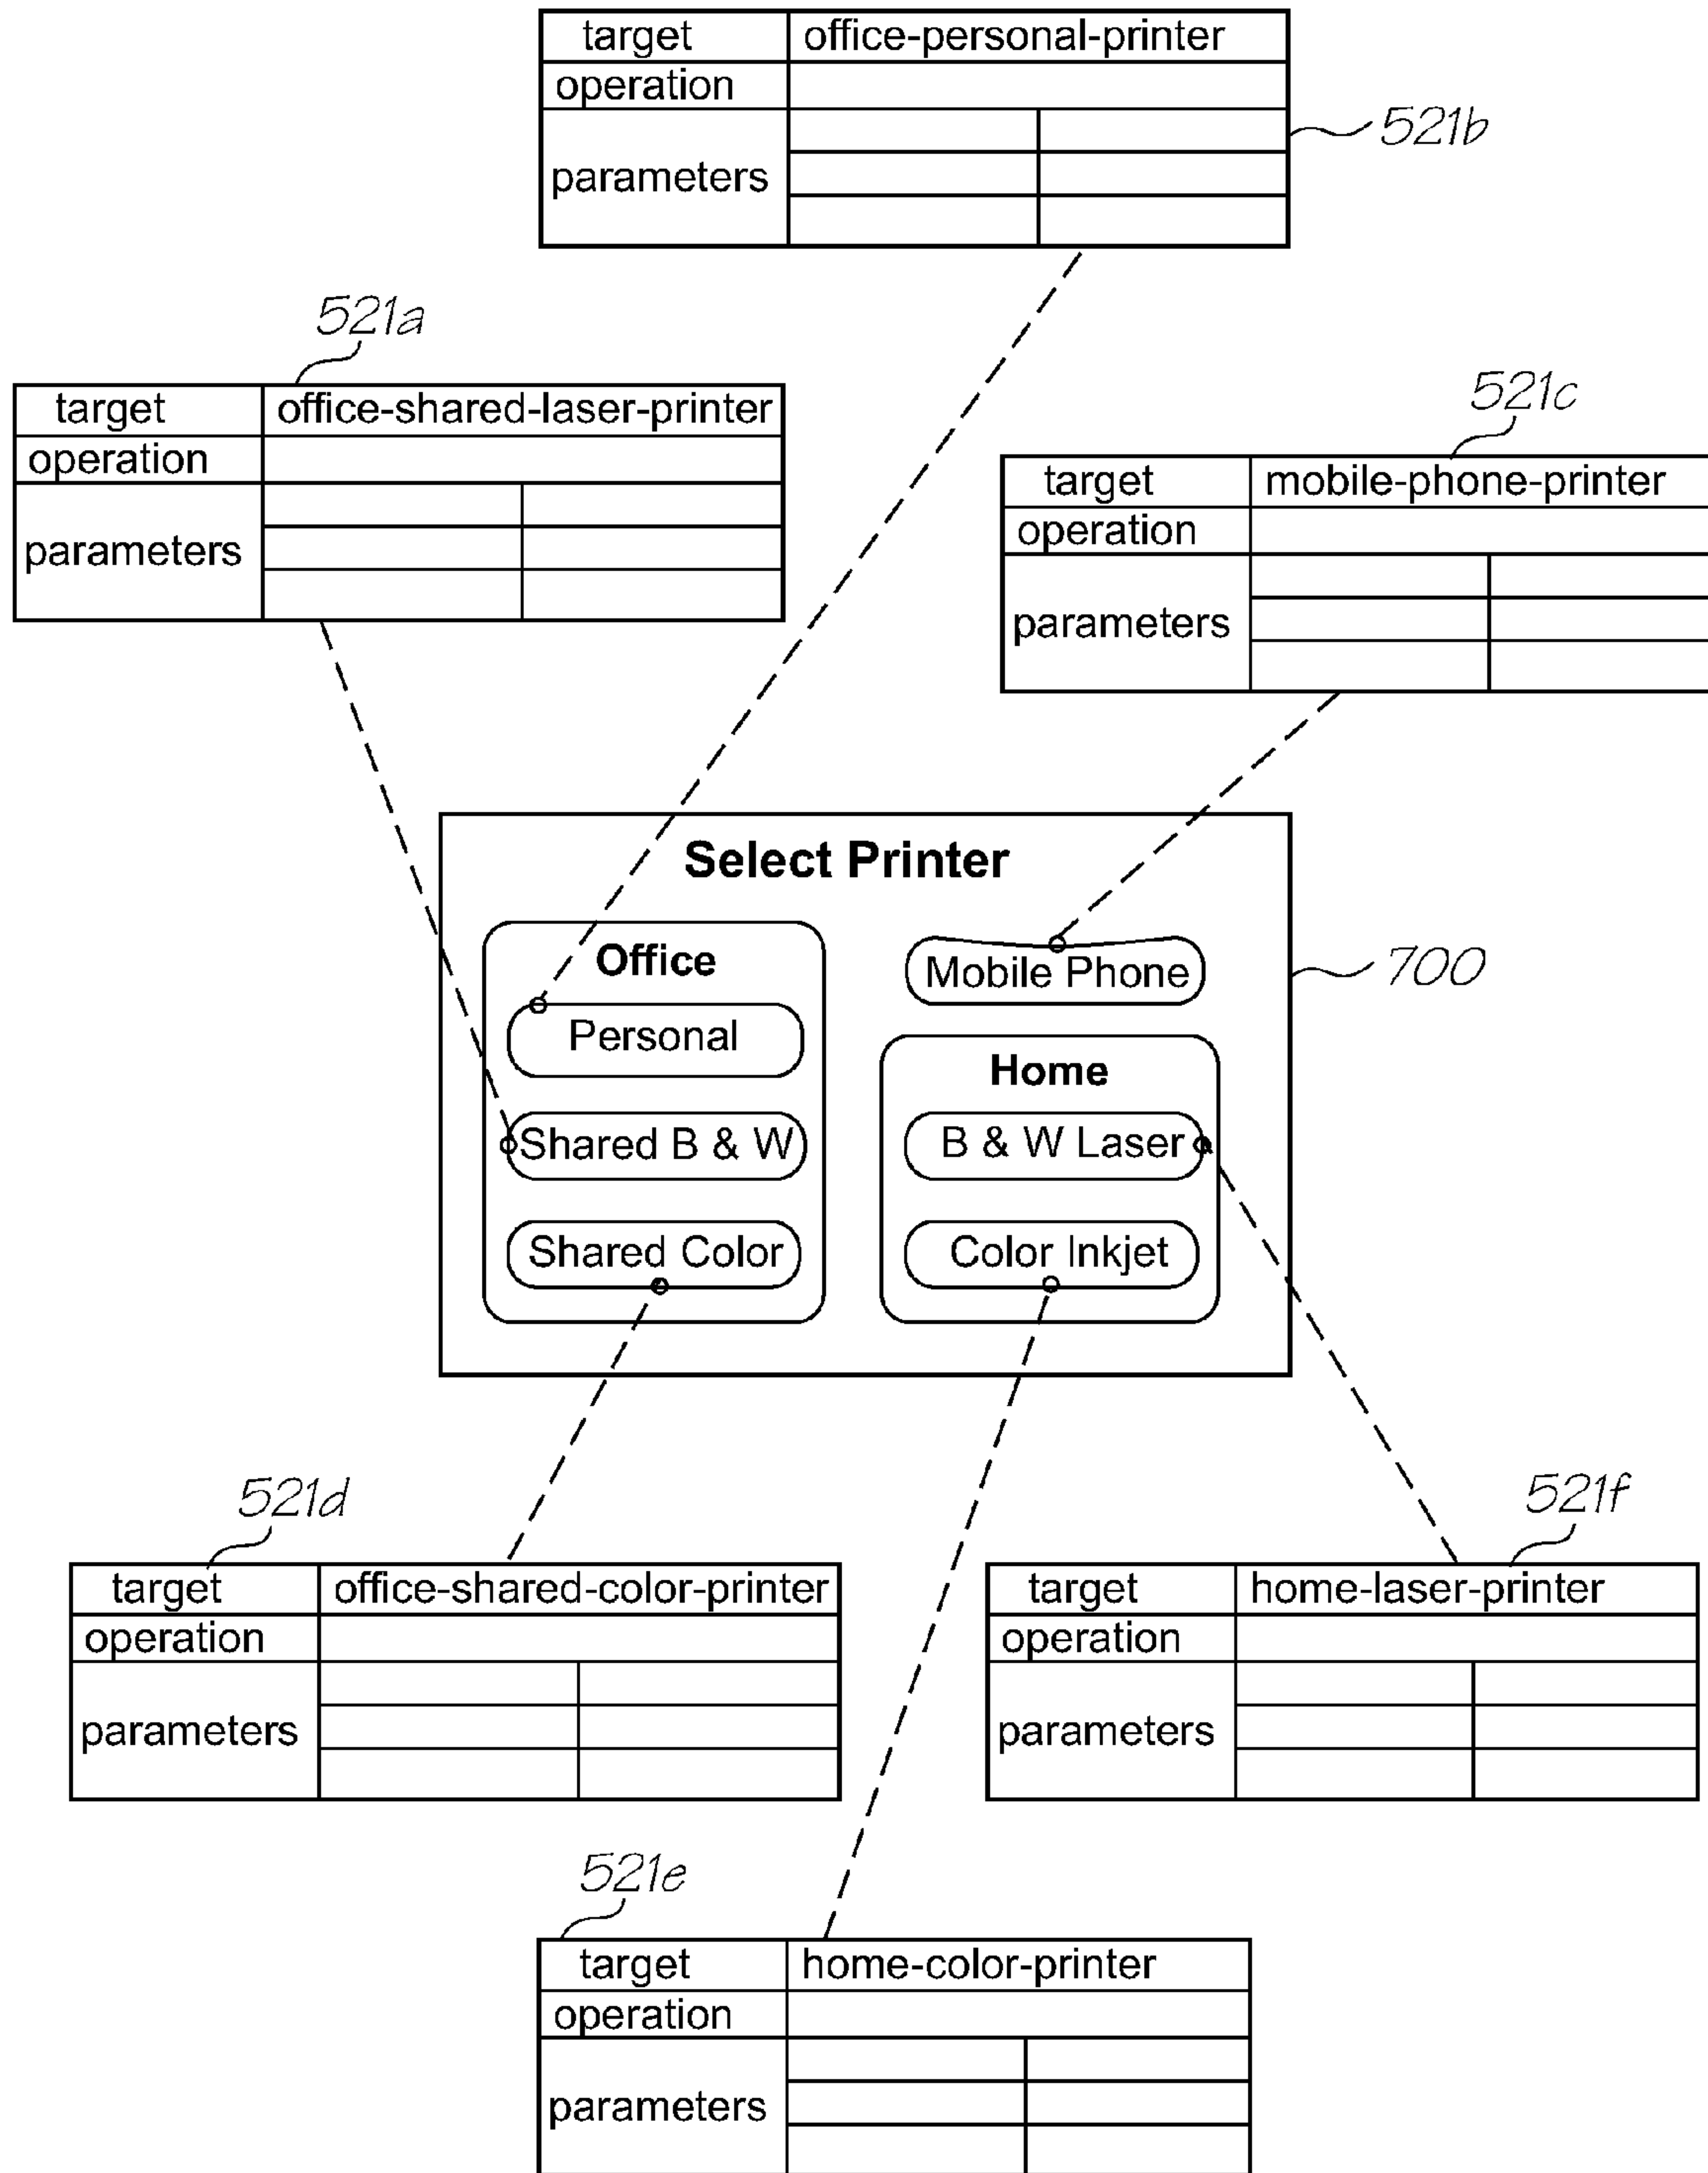 target office-personal-printer
operation
parameters
521b
521a
target office-shared-laser-printer
operation
parameters
521c
target mobile-phone-printer
operation
parameters
Select Printer
Office
Personal
Shared B & W
Shared Color
Mobile Phone
Home
B & W Laser
Color Inkjet
700
521d
target office-shared-color-printer
operation
parameters
521f
target home-laser-printer
operation
parameters
521e
target home-color-printer
operation
parameters